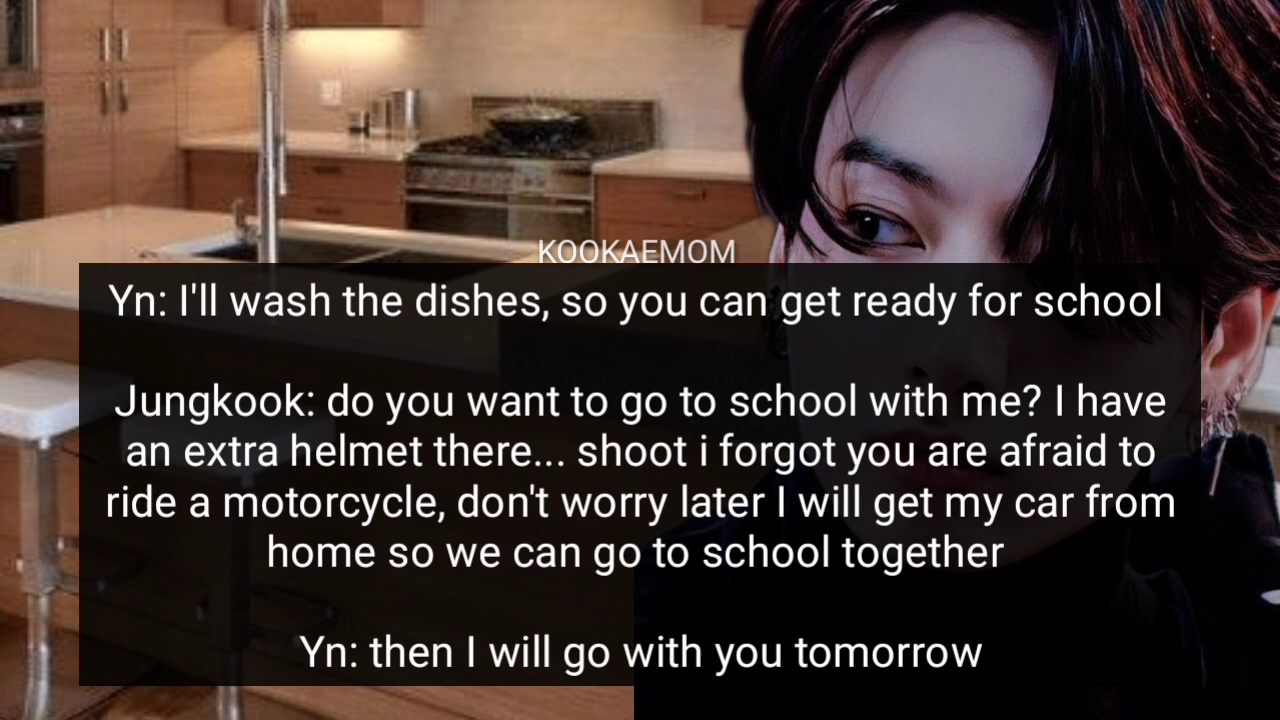 KOOKAEMOM
Yn: I'll wash the dishes, so you can get ready for school
Jungkook: do you want to go to school with me? I have
an extra helmet there... shoot i forgot you are afraid to
ride a motorcycle, don't worry later I will get my car from
home so we can go to school together
Yn: then I will go with you tomorrow